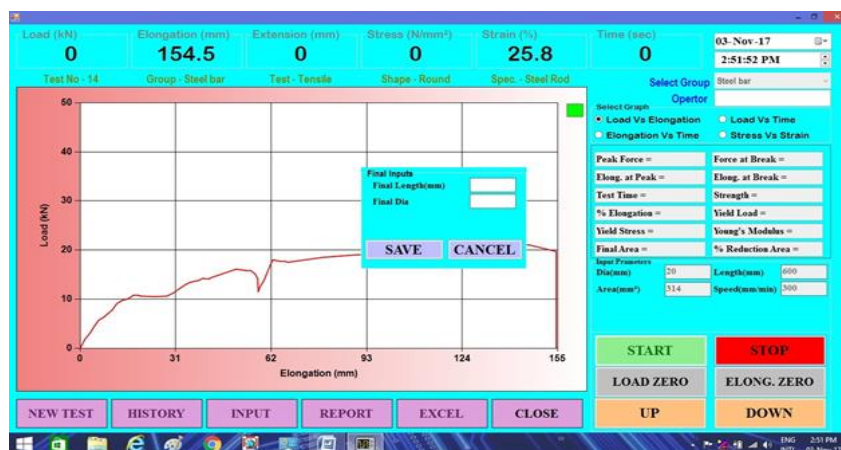 Load (kN) Elongation (mm) Extension (mm) Stress (N/mm²) Strain (%) Time (sec)
0 154.5 0 0 25.8 0
03-Nov-17
2:51:52 PM
Test No - 14 Group - Steel bar Test - Tensile Shape - Round Spec. - Steel Rod
Select Group Steel bar
Opertor
Select Graph
Load Vs Elongation Load Vs Time
Elongation Vs Time Stress Vs Strain
Peak Force = Force at Break =
Elong. at Peak = Elong. at Break =
Test Time = Strength =
% Elongation = Yield Load =
Yield Stress = Young's Modulus =
Final Area = % Reduction Area =
Input Prameters
Dia(mm) 20 Length(mm) 600
Area(mm²) 314 Speed(mm/min) 300
50
40
30
20
10
0
Load (kN)
0 31 62 93 124 155
Elongation (mm)
Final Inputs
Final Length(mm)
Final Dia
SAVE CANCEL
START STOP
LOAD ZERO ELONG. ZERO
UP DOWN
NEW TEST HISTORY INPUT REPORT EXCEL CLOSE
ENG 2:51 PM
INTL 03-Nov-17